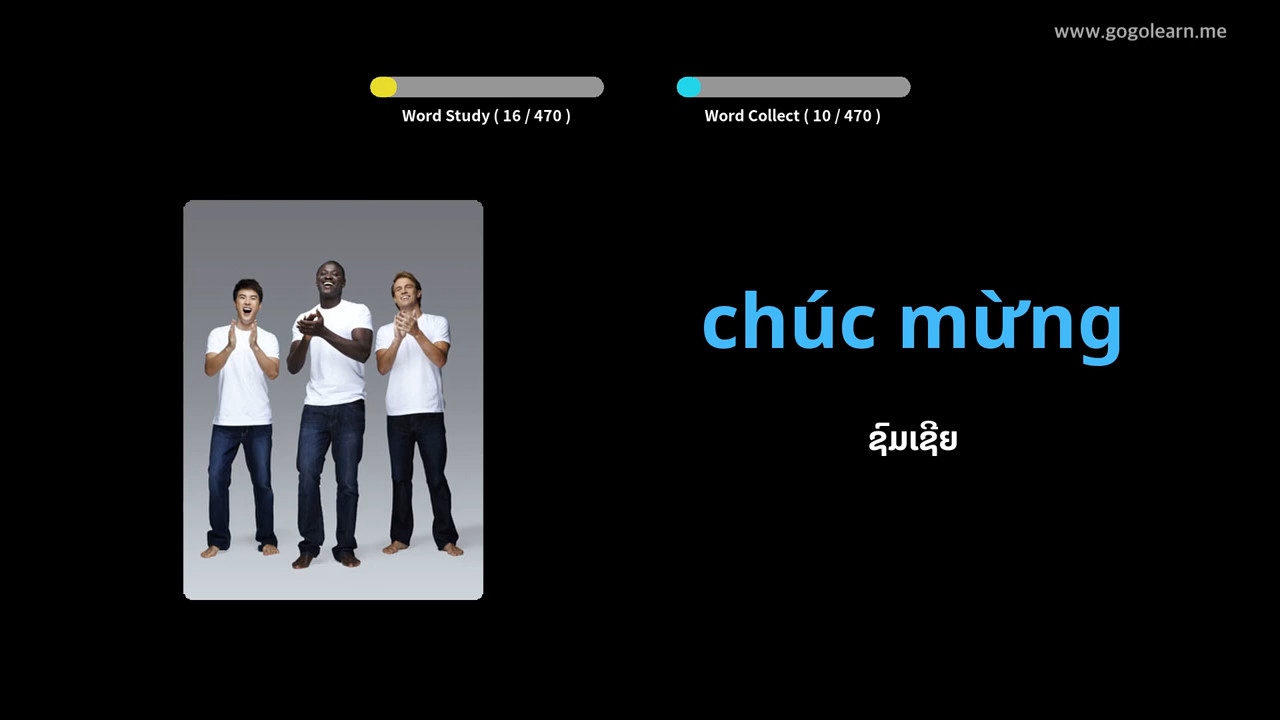 www.gogolearn.me
Word Study ( 16 / 470 )
Word Collect ( 10 / 470 )
chúc mừng
ຊົມເຊີຍ